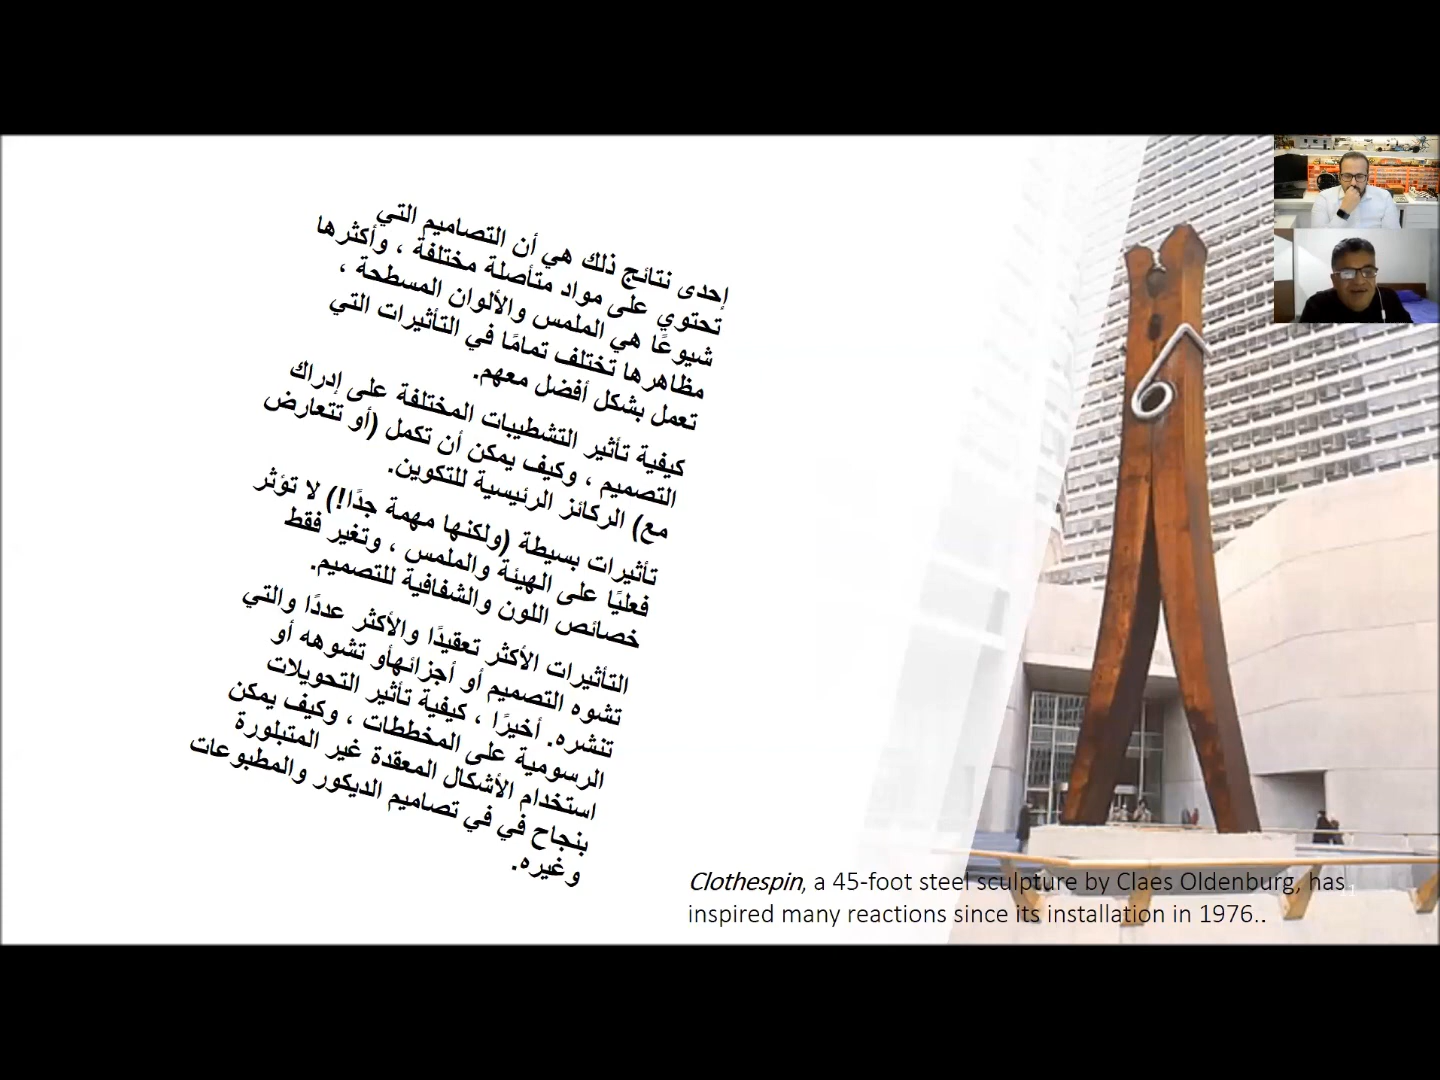 إحدى نتائج ذلك هي أن التصاميم التي
تحتوي على مواد متأصلة مختلفة ، وأكثرها
شيوعًا هي الملمس والألوان المسطحة ،
مظاهرها تختلف تمامًا في التأثيرات التي
تعمل بشكل أفضل معهم.
كيفية تأثير التشطيبات المختلفة على إدراك
التصميم ، وكيف يمكن أن تكمل (أو تتعارض
مع) الركائز الرئيسية للتكوين.
تأثيرات بسيطة (ولكنها مهمة جدًا!) لا تؤثر
فعليًا على الهيئة والملمس ، وتغير فقط
خصائص اللون والشفافية للتصميم.
التأثيرات الأكثر تعقيدًا والأكثر عددًا والتي
تشوه التصميم أو أجزائهأو تشوهه أو
تنشره. أخيرًا ، كيفية تأثير التحويلات
الرسومية على المخططات ، وكيف يمكن
استخدام الأشكال المعقدة غير المتبلورة
بنجاح في في تصاميم الديكور والمطبوعات
وغيره.
Clothespin, a 45-foot steel sculpture by Claes Oldenburg, has
inspired many reactions since its installation in 1976..